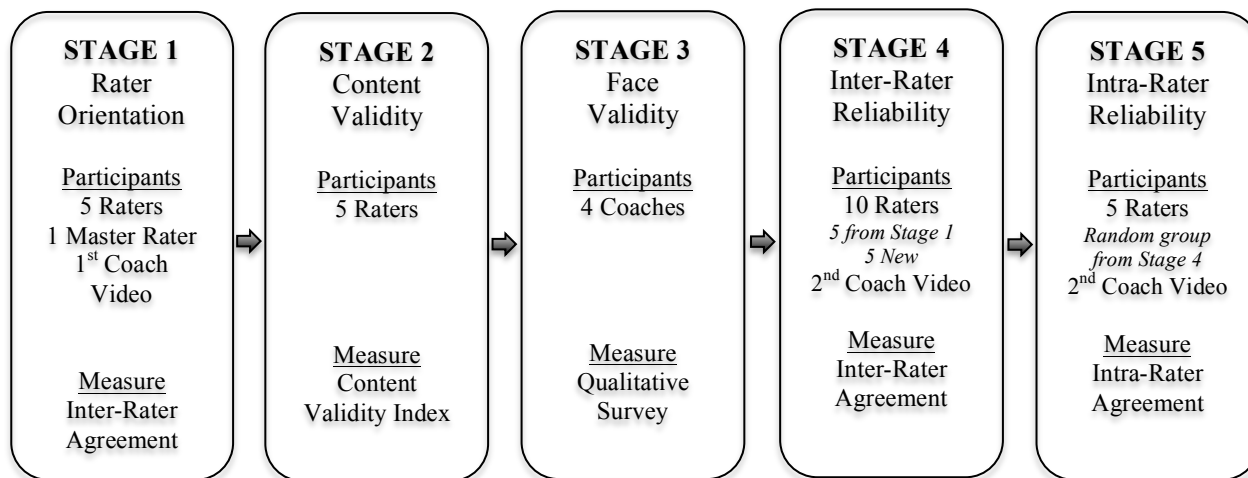 STAGE 1
Rater
Orientation
Participants
5 Raters
1 Master Rater
1st Coach
Video
Measure
Inter-Rater
Agreement
STAGE 2
Content
Validity
Participants
5 Raters
Measure
Content
Validity Index
STAGE 3
Face
Validity
Participants
4 Coaches
Measure
Qualitative
Survey
STAGE 4
Inter-Rater
Reliability
Participants
10 Raters
5 from Stage 1
5 New
2nd Coach Video
Measure
Inter-Rater
Agreement
STAGE 5
Intra-Rater
Reliability
Participants
5 Raters
Random group
from Stage 4
2nd Coach Video
Measure
Intra-Rater
Agreement